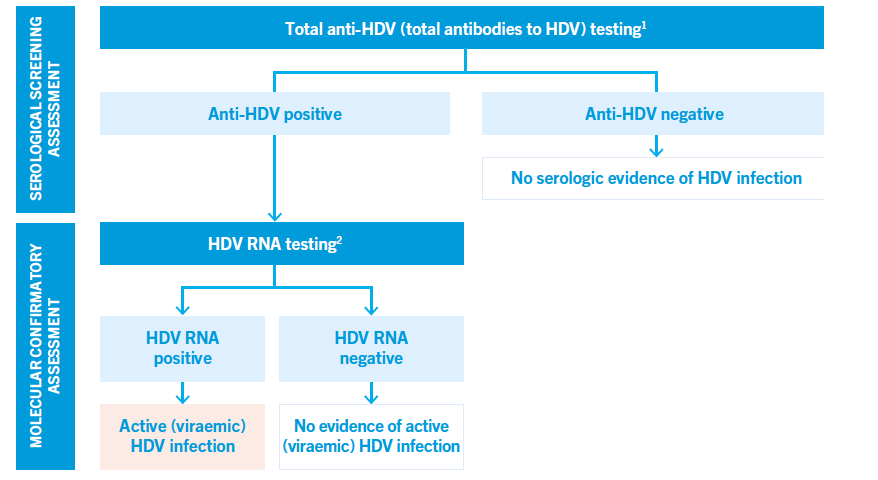 SEROLOGICAL SCREENING
ASSESSMENT
Total anti-HDV (total antibodies to HDV) testing¹
Anti-HDV positive
Anti-HDV negative
No serologic evidence of HDV infection
MOLECULAR CONFIRMATORY
ASSESSMENT
HDV RNA testing²
HDV RNA
positive
HDV RNA
negative
Active (viraemic)
HDV infection
No evidence of active
(viraemic) HDV infection